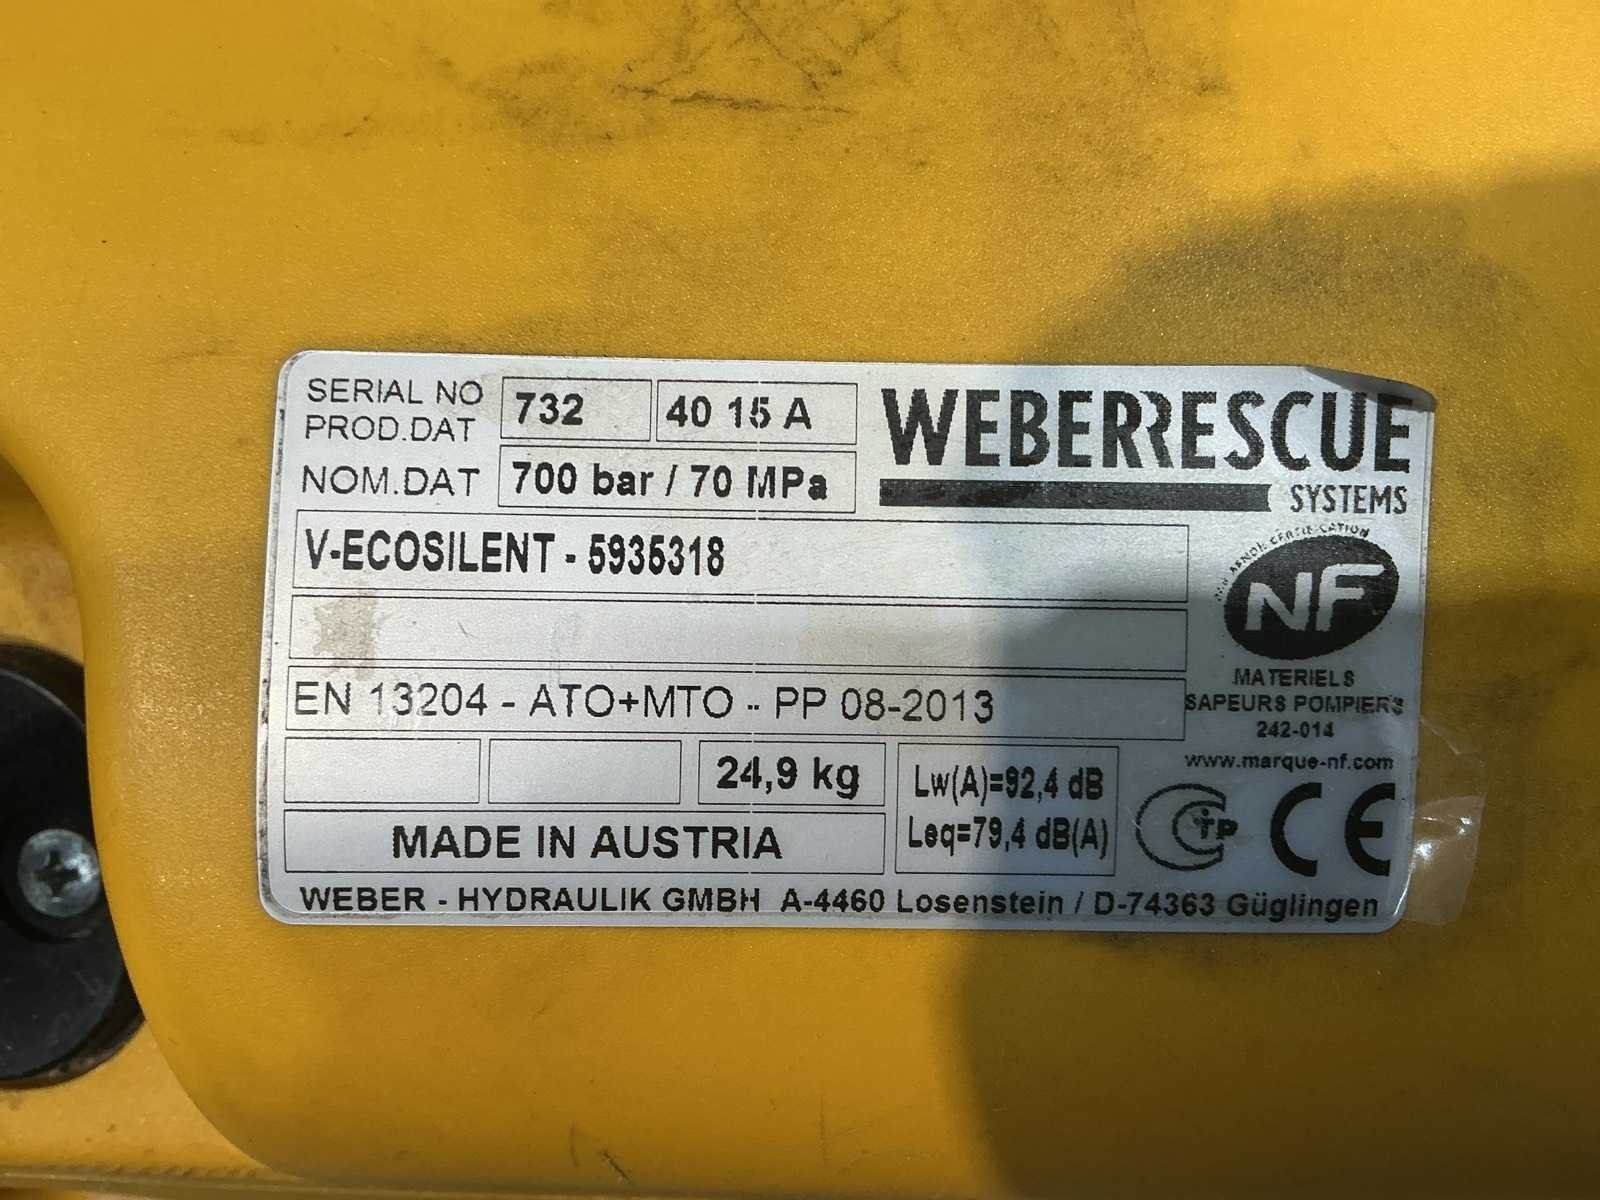 SERIAL NO 732 40 15 A
PROD.DAT
NOM.DAT 700 bar / 70 MPa
WEBERRESCUE
SYSTEMS
V-ECOSILENT - 5935318
CERTIFICATION
NF
MATERIELS
SAPEURS POMPIERS
242-014
www.marque-nf.com
EN 13204 - ATO+MTO - PP 08-2013
24,9 kg
Lw(A)=92,4 dB
Leq=79,4 dB(A)
CE
MADE IN AUSTRIA
WEBER - HYDRAULIK GMBH A-4460 Losenstein / D-74363 Güglingen